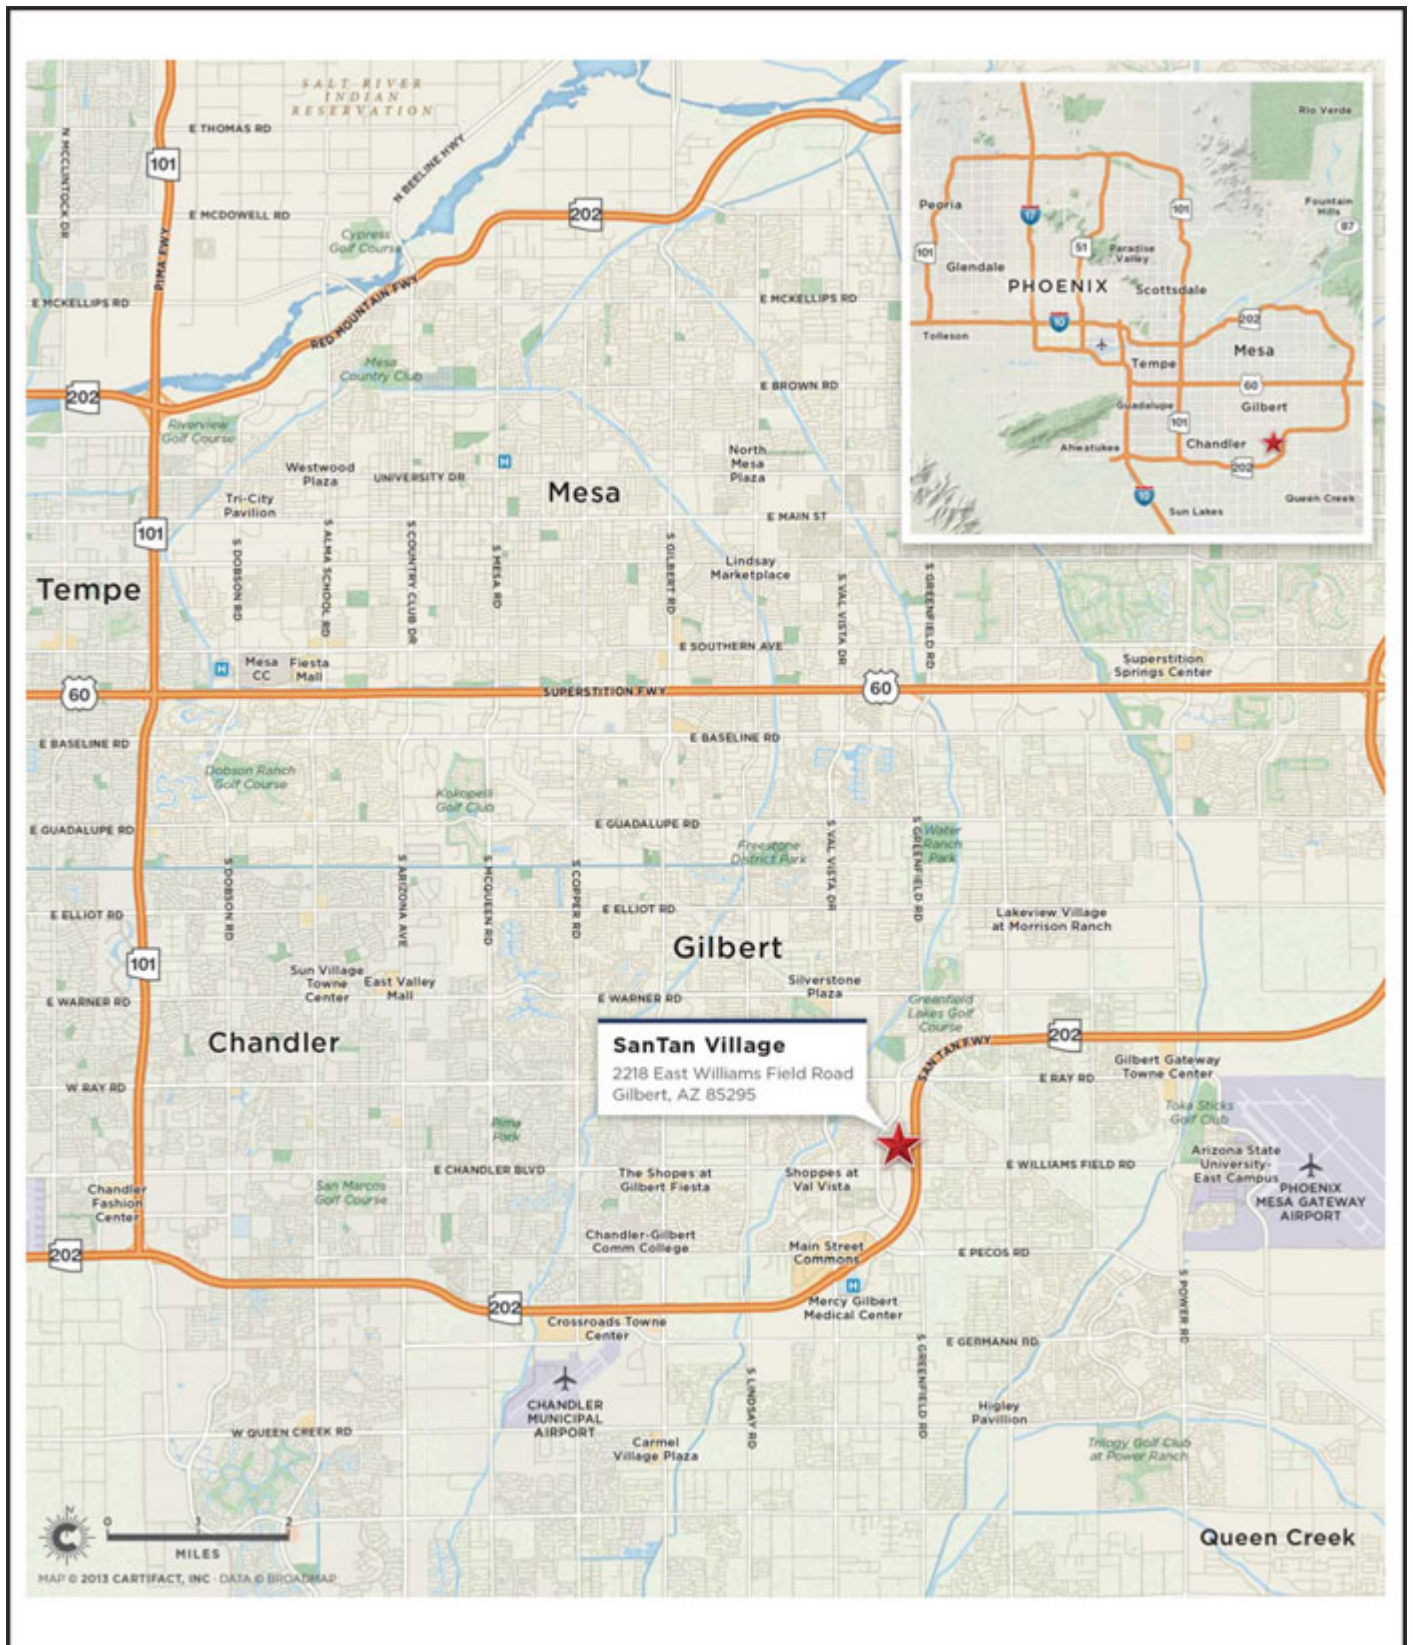 SALT RIVER
INDIAN
RESERVATION
E THOMAS RD
N MCCLINTOCK DR
101
PIMA FWY
N BEELINE HWY
E MCDOWELL RD
202
Cypress
Golf Course
E MCKELLIPS RD
RED MOUNTAIN FWY
E MCKELLIPS RD
Mesa
Country Club
E BROWN RD
202
Riverview
Golf Course
Westwood
Plaza
UNIVERSITY DR
H
North
Mesa
Plaza
Mesa
Tri-City
Pavilion
E MAIN ST
101
S DOBSON RD
S ALMA SCHOOL RD
S COUNTRY CLUB DR
S MESA RD
S GILBERT RD
Lindsay
Marketplace
S VAL VISTA DR
S GREENFIELD RD
Tempe
E SOUTHERN AVE
H
Mesa
CC
Fiesta
Mall
Superstition
Springs Center
60
SUPERSTITION FWY
60
E BASELINE RD
E BASELINE RD
Dobson Ranch
Golf Course
Kokopelli
Golf Club
E GUADALUPE RD
E GUADALUPE RD
Freestone
District Park
S VAL VISTA DR
S GREENFIELD RD
Water
Ranch
Park
S DOBSON RD
S ARIZONA AVE
S MCQUEEN RD
S COPPER RD
E ELLIOT RD
E ELLIOT RD
Lakeview Village
at Morrison Ranch
Gilbert
101
Sun Village
Towne
Center
East Valley
Mall
Silverstone
Plaza
E WARNER RD
E WARNER RD
Greenfield
Lakes Golf
Course
Chandler
SanTan Village
2218 East Williams Field Road
Gilbert, AZ 85295
SAN TAN FWY
202
Gilbert Gateway
Towne Center
W RAY RD
E RAY RD
Toka Sticks
Golf Club
Pima
Park
E CHANDLER BLVD
The Shopes at
Gilbert Fiesta
Shoppes at
Val Vista
E WILLIAMS FIELD RD
Arizona State
University-
East Campus
PHOENIX
MESA GATEWAY
AIRPORT
Chandler
Fashion
Center
San Marcos
Golf Course
Chandler-Gilbert
Comm College
Main Street
Commons
E PECOS RD
202
H
Mercy Gilbert
Medical Center
S POWER RD
202
Crossroads Towne
Center
E GERMANN RD
S GREENFIELD RD
S LINDSAY RD
CHANDLER
MUNICIPAL
AIRPORT
Higley
Pavillion
W QUEEN CREEK RD
Carmel
Village Plaza
Trilogy Golf Club
at Power Ranch
Queen Creek
N
C
0 1 2
MILES
MAP © 2013 CARTIFACT, INC · DATA © BROADMAP
Rio Verde
Peoria
17
101
Fountain
Hills
87
101
Glendale
51
Paradise
Valley
PHOENIX
Scottsdale
10
202
Tolleson
Tempe
Mesa
60
Guadalupe
Gilbert
101
Ahwatukee
Chandler
202
10
Queen Creek
Sun Lakes